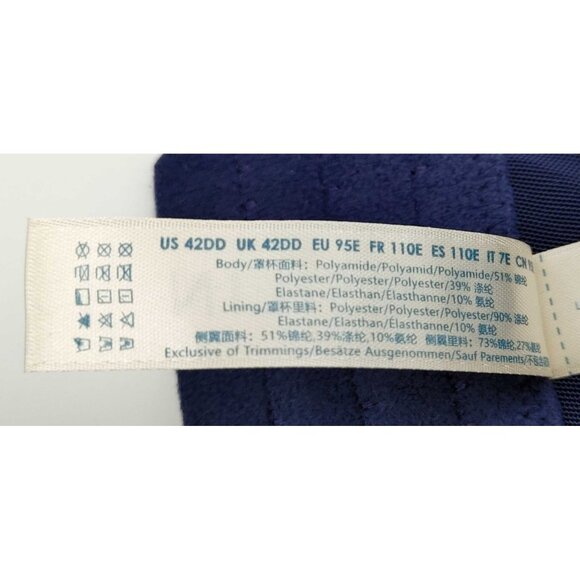 US 42DD UK 42DD EU 95E FR 110E ES 110E IT 7E CN
Body/罩杯面料: Polyamide/Polyamid/Polyamide/51% 锦纶
Polyester/Polyester/Polyester/39% 涤纶
Elastane/Elasthan/Elasthanne/10% 氨纶
Lining/罩杯里料: Polyester/Polyester/Polyester/90% 涤纶
Elastane/Elasthan/Elasthanne/10% 氨纶
侧翼面料: 51%锦纶,39%涤纶,10%氨纶 侧翼里料: 73%锦纶,27%氨纶
Exclusive of Trimmings/Besätze Ausgenommen/Sauf Parements/不包含